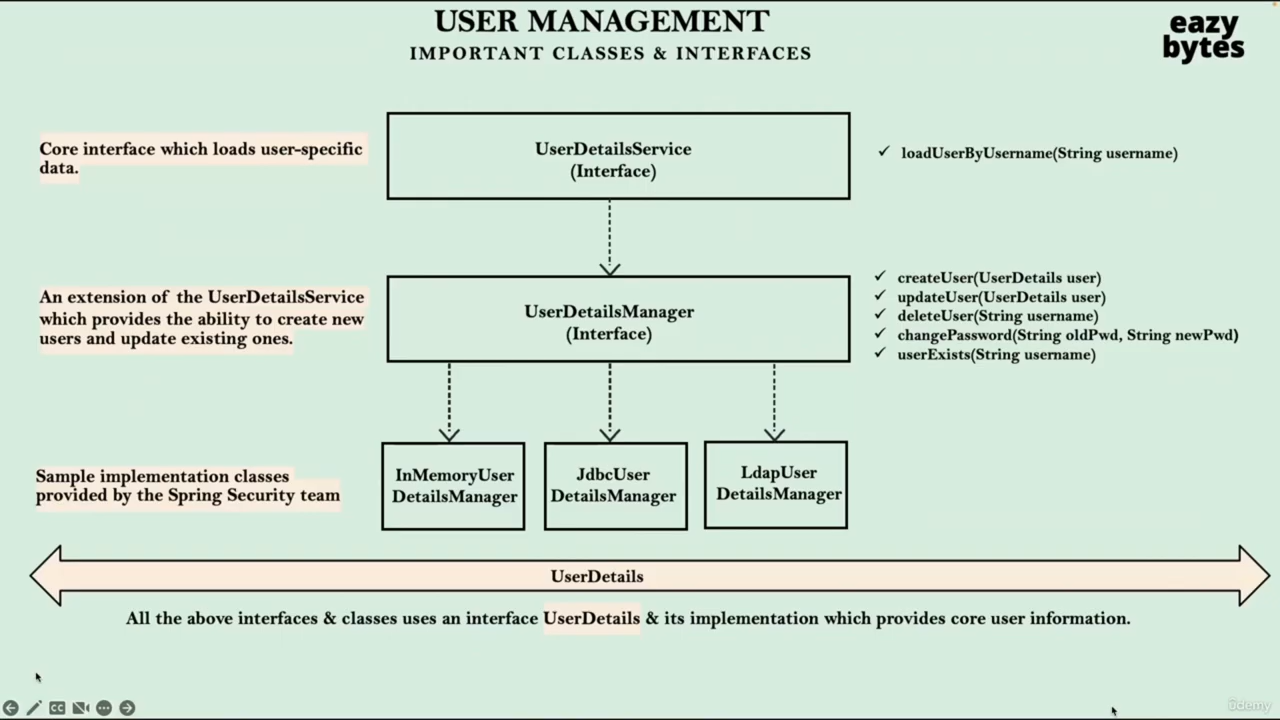 USER MANAGEMENT
IMPORTANT CLASSES & INTERFACES
eazy
bytes
Core interface which loads user-specific
data.
UserDetailsService
(Interface)
✓ loadUserByUsername(String username)
An extension of the UserDetailsService
which provides the ability to create new
users and update existing ones.
UserDetailsManager
(Interface)
✓ createUser(UserDetails user)
✓ updateUser(UserDetails user)
✓ deleteUser(String username)
✓ changePassword(String oldPwd, String newPwd)
✓ userExists(String username)
Sample implementation classes
provided by the Spring Security team
InMemoryUser
DetailsManager
JdbcUser
DetailsManager
LdapUser
DetailsManager
UserDetails
All the above interfaces & classes uses an interface UserDetails & its implementation which provides core user information.
CC
ûdemy